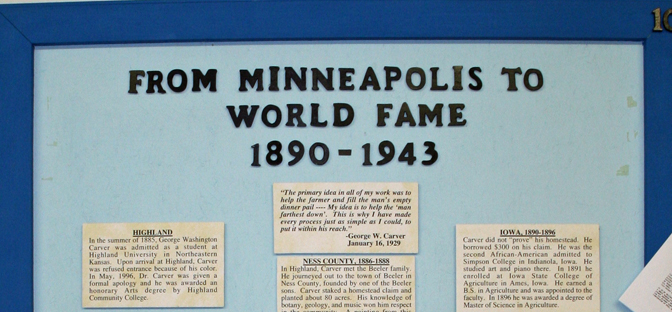 FROM MINNEAPOLIS TO
WORLD FAME
1890-1943
"The primary idea in all of my work was to
help the farmer and fill the man's empty
dinner pail ---- My idea is to help the 'man
farthest down'. This is why I have made
every process just as simple as I could, to
put it within his reach."
-George W. Carver
January 16, 1929
HIGHLAND
In the summer of 1885, George Washington
Carver was admitted as a student at
Highland University in Northeastern
Kansas. Upon arrival at Highland, Carver
was refused entrance because of his color.
In May, 1996, Dr. Carver was given a
formal apology and he was awarded an
honorary Arts degree by Highland
Community College.
NESS COUNTY, 1886-1888
In Highland, Carver met the Beeler family.
He journeyed out to the town of Beeler in
Ness County, founded by one of the Beeler
sons. Carver staked a homestead claim and
planted about 80 acres. His knowledge of
botany, geology, and music won him respect
in the community. A painting from this
IOWA, 1890-1896
Carver did not "prove" his homestead. He
borrowed $300 on his claim. He was the
second African-American admitted to
Simpson College in Indianola, Iowa. He
studied art and piano there. In 1891 he
enrolled at Iowa State College of
Agriculture in Ames, Iowa. He earned a
B.S. in Agriculture and was appointed to the
faculty. In 1896 he was awarded a degree of
Master of Science in Agriculture.